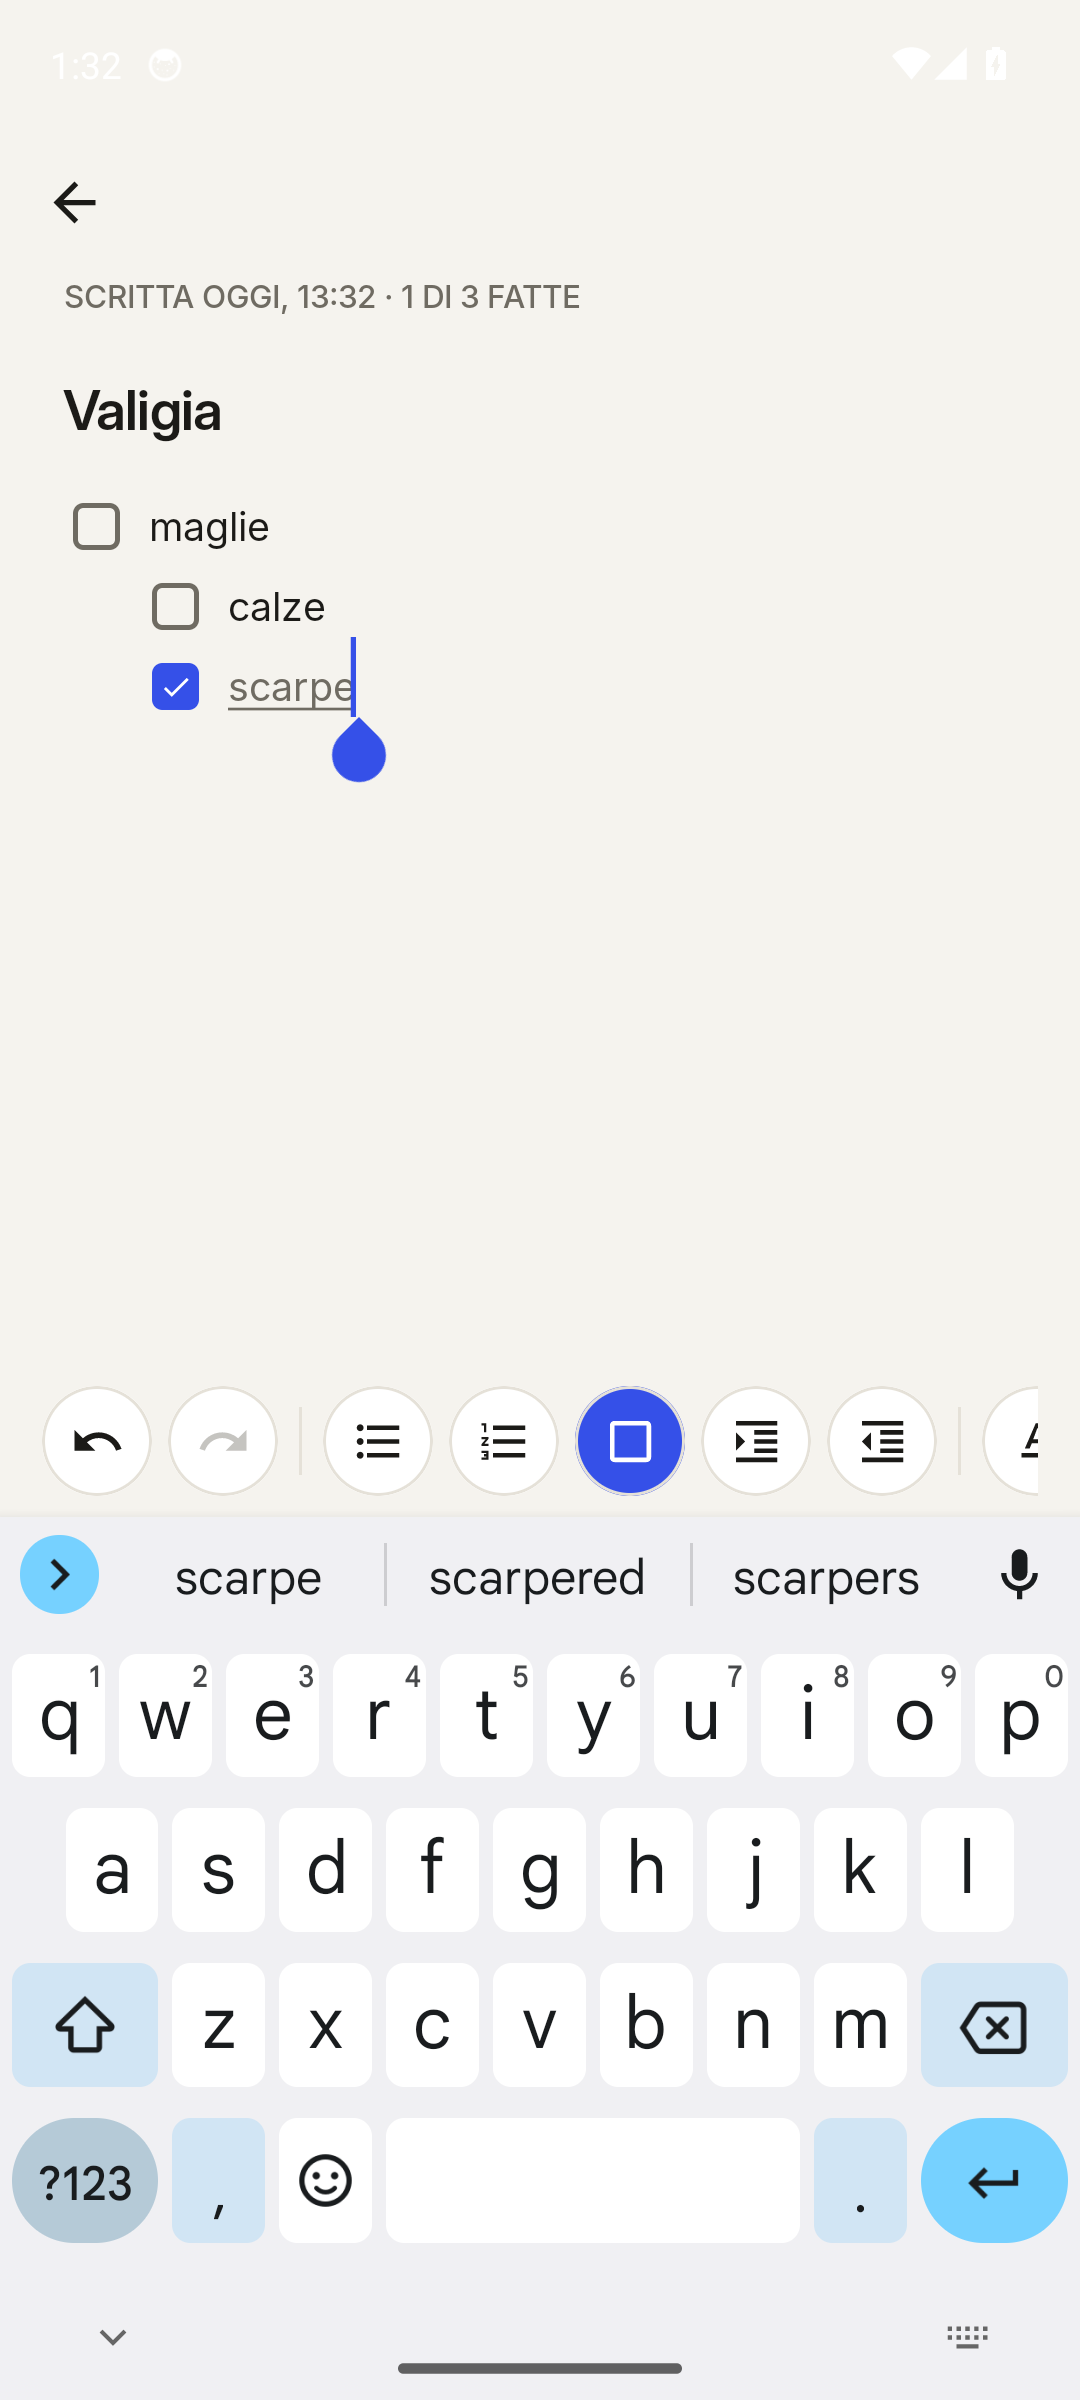 1:32
SCRITTA OGGI, 13:32 · 1 DI 3 FATTE
Valigia
maglie
calze
scarpe
scarpe scarpered scarpers
q 1 w 2 e 3 r 4 t 5 y 6 u 7 i 8 o 9 p 0
a s d f g h j k l
z x c v b n m
?123 , .